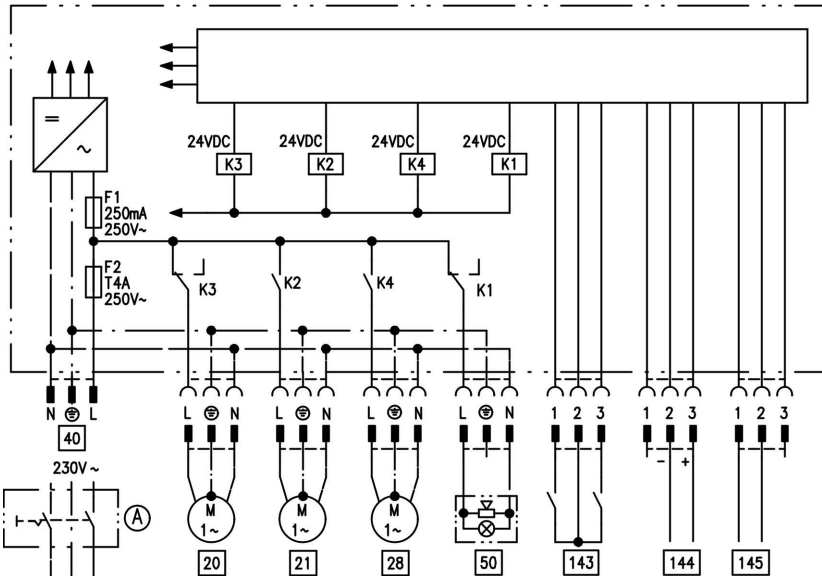 24VDC 24VDC 24VDC 24VDC
K3 K2 K4 K1
=
~
F1
250mA
250V~
F2
T4A
250V~
K3 K2 K4 K1
N L L N L N L N L N 1 2 3 1 2 3 1 2 3
40
- +
230V~
A
M M M
1~ 1~ 1~
20 21 28 50 143 144 145